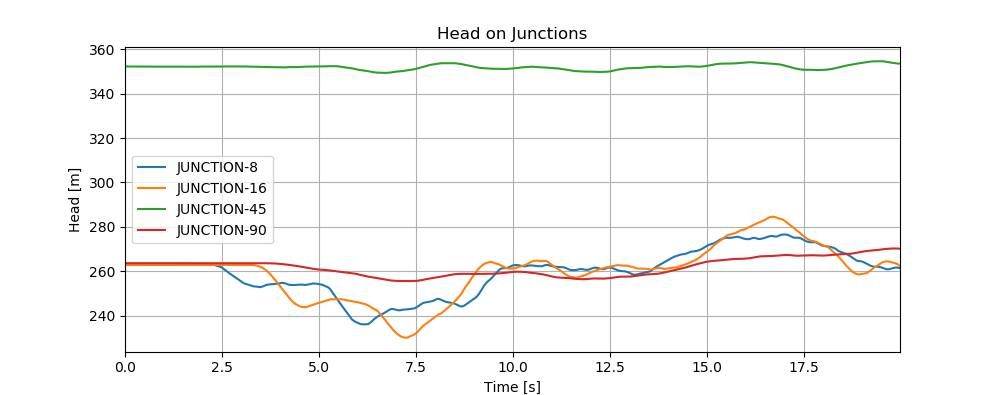 Head on Junctions
360
340
320
300
280
260
240
Head [m]
JUNCTION-8
JUNCTION-16
JUNCTION-45
JUNCTION-90
0.0 2.5 5.0 7.5 10.0 12.5 15.0 17.5
Time [s]